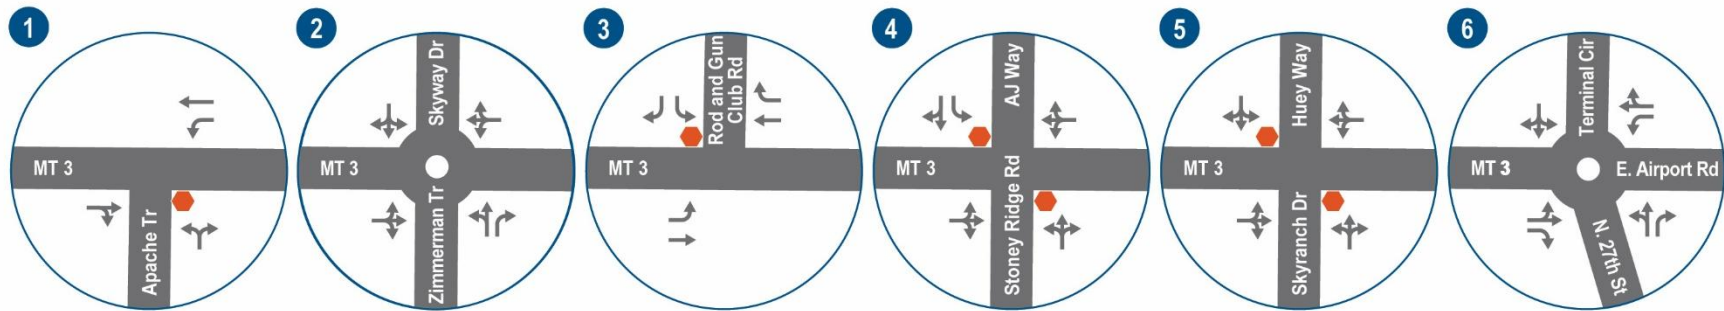 1
MT 3
Apache Tr
2
Skyway Dr
MT 3
Zimmerman Tr
3
Rod and Gun
Club Rd
MT 3
4
AJ Way
MT 3
Stoney Ridge Rd
5
Huey Way
MT 3
Skyranch Dr
6
Terminal Cir
MT 3
E. Airport Rd
N. 27th St